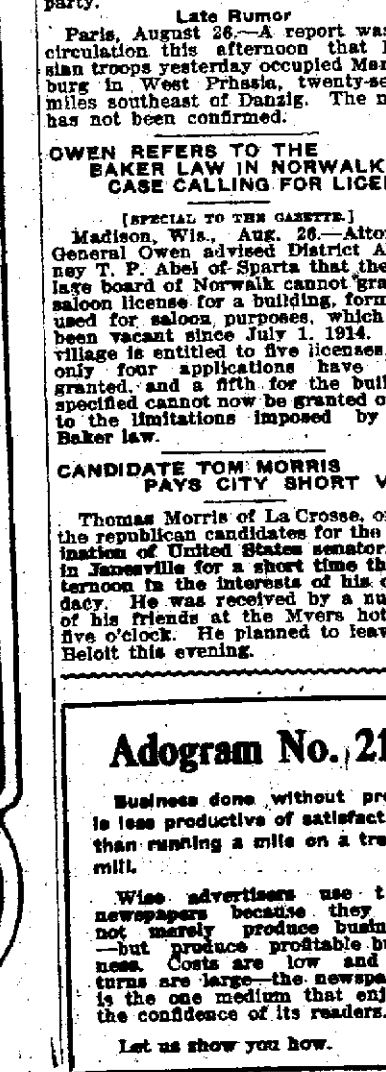 party.
Late Rumor
Paris, August 26.—A report was
circulation this afternoon that
sian troops yesterday occupied Mar
burg in West Prhssia, twenty-se
miles southeast of Danzig. The
has not been confirmed.
OWEN REFERS TO THE
BAKER LAW IN NORWALK
CASE CALLING FOR LICE
[SPECIAL TO THE GAZETTE.]
Madison, Wis., Aug. 26.—Atto
General Owen advised District A
ney T. P. Abel of Sparta that the
lage board of Norwalk cannot gra
saloon license for a building, form
used for saloon purposes, which
been vacant since July 1. 1914.
village is entitled to five licenses,
only four applications have
granted, and a fifth for the buil
specified cannot now be granted o
to the limitations imposed by
Baker law.
CANDIDATE TOM MORRIS
PAYS CITY SHORT V
Thomas Morris of La Crosse, o
the republican candidates for the
ination of United States senator,
in Janesville for a short time th
ternoon in the interests of his c
dacy. He was received by a nu
of his friends at the Myers hot
five o'clock. He planned to leav
Beloit this evening.
Adogram No. 21
Business done without pro
is less productive of satisfact
than running a mile on a tre
mill.
Wise advertisers use t
newspapers because they
not merely produce busin
—but produce profitable bu
ness. Costs are low and
turns are large—the newspa
is the one medium that enj
the confidence of its readers.
Let us show you how.